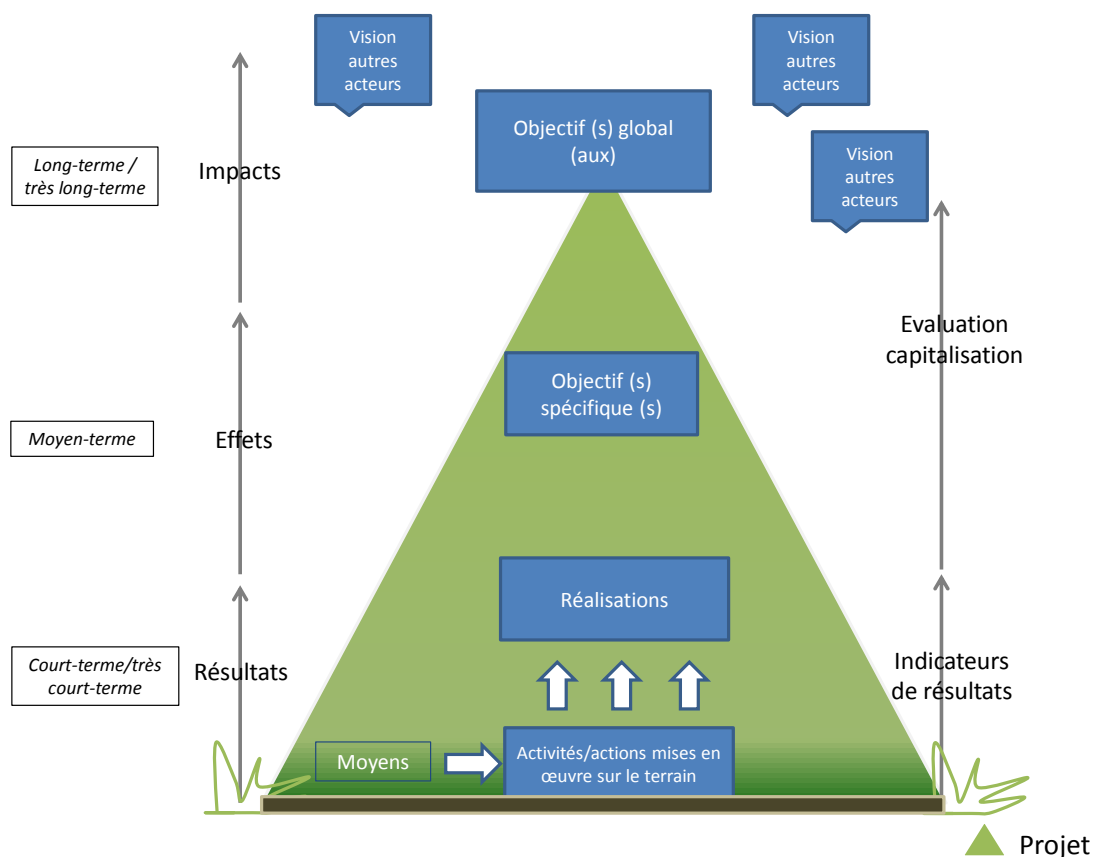 Vision
autres
acteurs
Vision
autres
acteurs
Objectif (s) global
(aux)
Vision
autres
acteurs
Long-terme /
très long-terme
Impacts
Evaluation
capitalisation
Objectif (s)
spécifique (s)
Moyen-terme
Effets
Réalisations
Court-terme/très
court-terme
Résultats
Indicateurs
de résultats
Moyens
Activités/actions mises en
œuvre sur le terrain
Projet